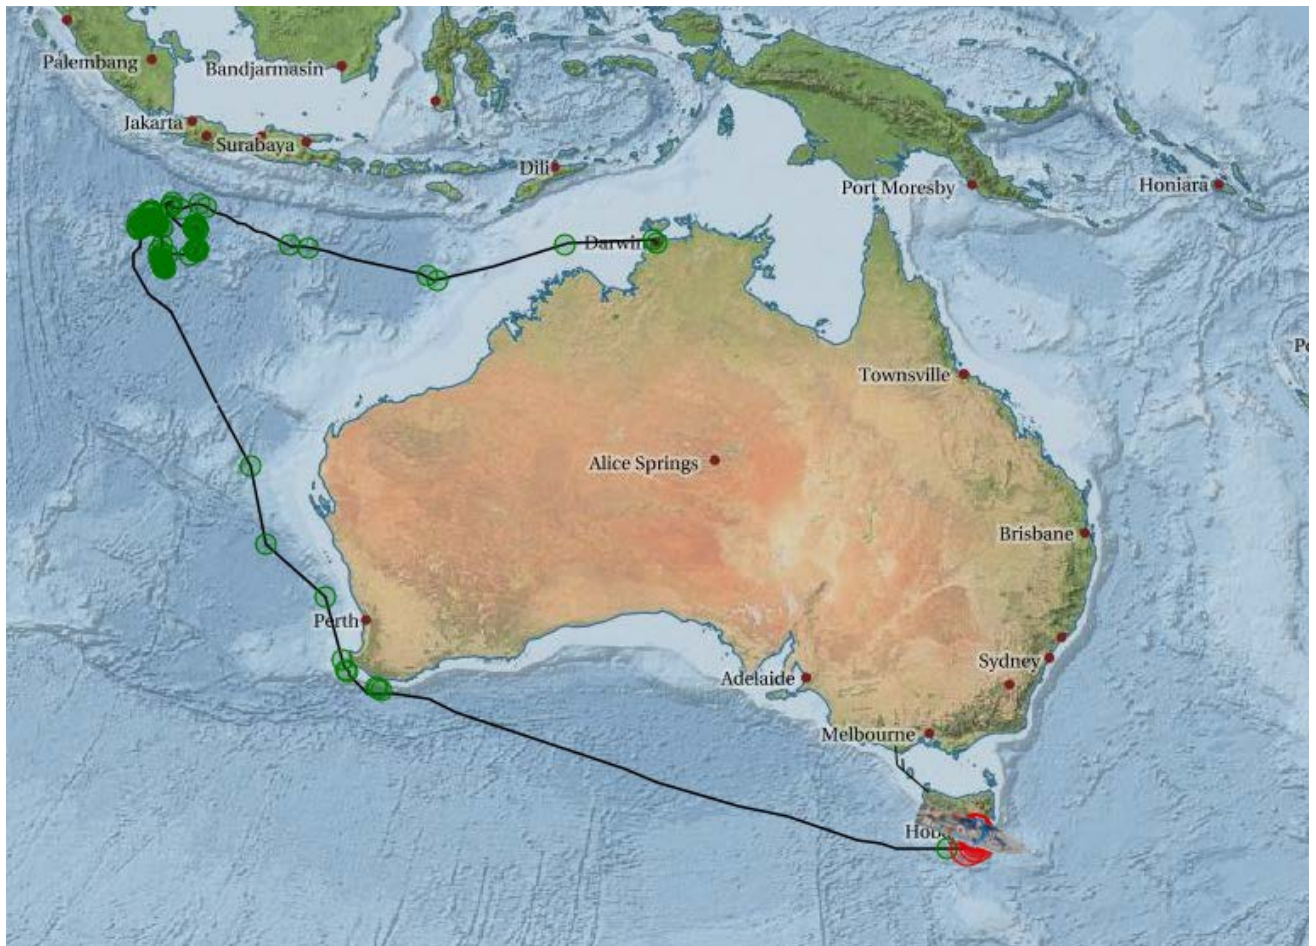 Palembang
Bandjarmasin
Jakarta
Surabaya
Dili
Port Moresby
Honiara
Darwin
Townsville
Alice Springs
Brisbane
Perth
Sydney
Adelaide
Melbourne